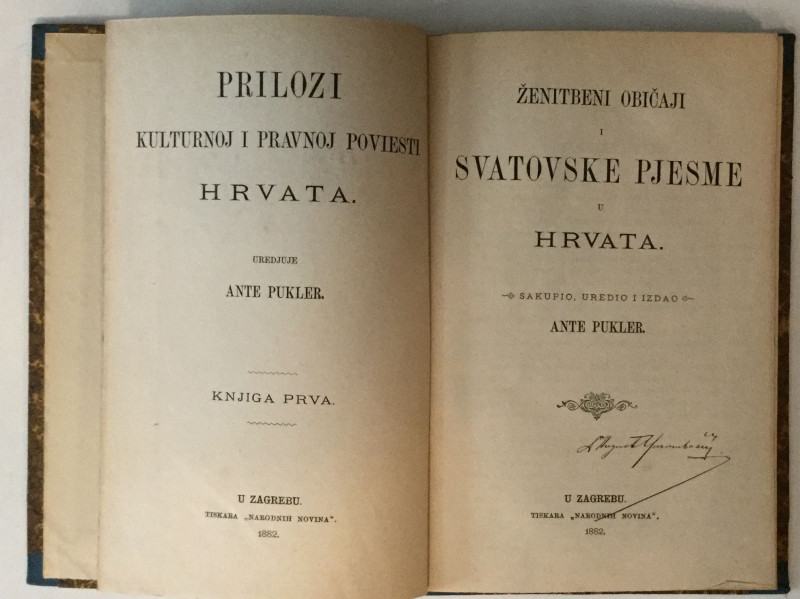 PRILOZI
KULTURNOJ I PRAVNOJ POVIESTI
HRVATA.
UREDJUJE
ANTE PUKLER.
KNJIGA PRVA.
U ZAGREBU.
TISKARA „NARODNIH NOVINA“.
1882.
ŽENITBENI OBIČAJI
I
SVATOVSKE PJESME
U
HRVATA.
SAKUPIO, UREDIO I IZDAO
ANTE PUKLER.
U ZAGREBU.
TISKARA „NARODNIH NOVINA“.
1882.